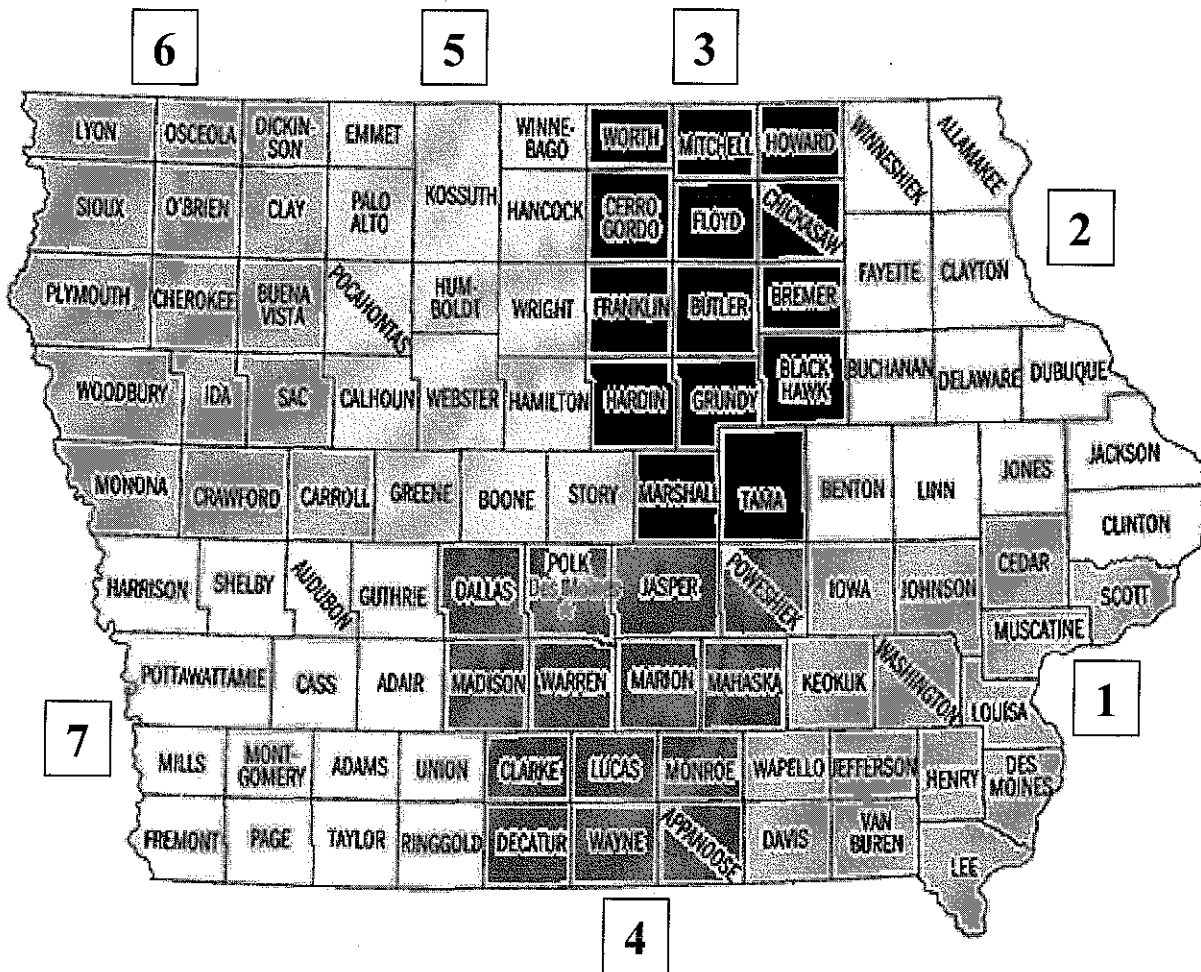 6
5
3
LYON
OSCEOLA
DICKIN-
SON
EMMET
KOSSUTH
WINNE-
BAGO
WORTH
MITCHELL
HOWARD
WINNESHIEK
ALLAMAKEE
SIOUX
O'BRIEN
CLAY
PALO
ALTO
HANCOCK
CERRO
GORDO
FLOYD
CHICKASAW
2
PLYMOUTH
CHEROKEE
BUENA
VISTA
POCAHONTAS
HUM-
BOLDT
WRIGHT
FRANKLIN
BUTLER
BREMER
FAYETTE
CLAYTON
WOODBURY
IDA
SAC
CALHOUN
WEBSTER
HAMILTON
HARDIN
GRUNDY
BLACK
HAWK
BUCHANAN
DELAWARE
DUBUQUE
MONONA
CRAWFORD
CARROLL
GREENE
BOONE
STORY
MARSHALL
TAMA
BENTON
LINN
JONES
JACKSON
CLINTON
HARRISON
SHELBY
AUDUBON
GUTHRIE
DALLAS
POLK
Des Moines
JASPER
POWESHIEK
IOWA
JOHNSON
CEDAR
SCOTT
MUSCATINE
POTTAWATTAMIE
CASS
ADAIR
MADISON
WARREN
MARION
MAHASKA
KEOKUK
WASHINGTON
LOUISA
1
7
MILLS
MONT-
GOMERY
ADAMS
UNION
CLARKE
LUCAS
MONROE
WAPELLO
JEFFERSON
HENRY
DES
MOINES
FREMONT
PAGE
TAYLOR
RINGGOLD
DECATUR
WAYNE
APPANOOSE
DAVIS
VAN
BUREN
LEE
4